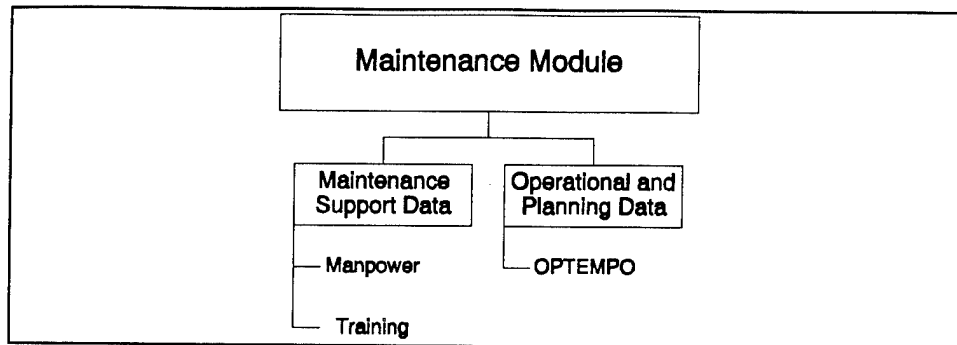 Maintenance Module
Maintenance
Support Data
Operational and
Planning Data
Manpower
OPTEMPO
Training